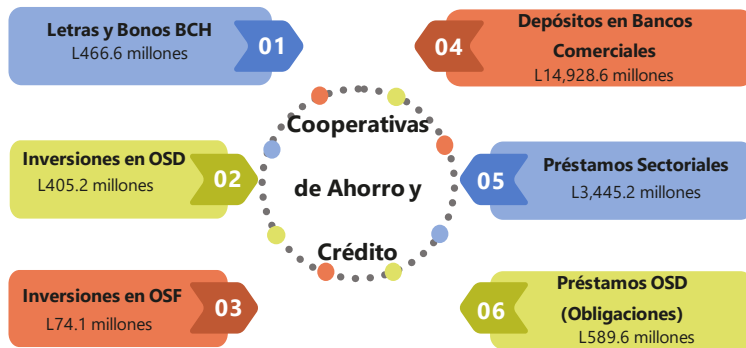 Letras y Bonos BCH
L466.6 millones
01
Inversiones en OSD
L405.2 millones
02
Inversiones en OSF
L74.1 millones
03
Cooperativas
de Ahorro y
Crédito
04
Depósitos en Bancos
Comerciales
L14,928.6 millones
05
Préstamos Sectoriales
L3,445.2 millones
06
Préstamos OSD
(Obligaciones)
L589.6 millones